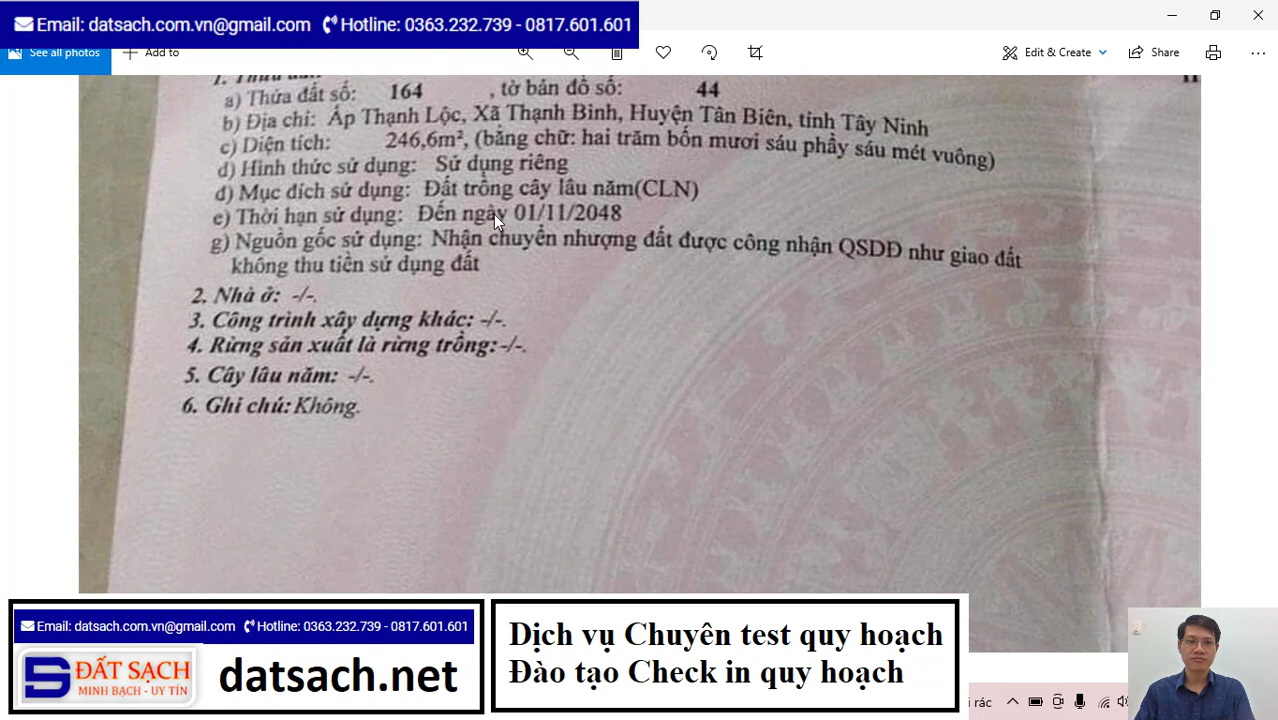 Email: datsach.com.vn@gmail.com Hotline: 0363.232.739 - 0817.601.601
See all photos + Add to Edit & Create Share
1. Thửa đất:
a) Thửa đất số: 164 , tờ bản đồ số: 44
b) Địa chỉ: Ấp Thạnh Lộc, Xã Thạnh Bình, Huyện Tân Biên, tỉnh Tây Ninh
c) Diện tích: 246,6m², (bằng chữ: hai trăm bốn mươi sáu phẩy sáu mét vuông)
d) Hình thức sử dụng: Sử dụng riêng
đ) Mục đích sử dụng: Đất trồng cây lâu năm(CLN)
e) Thời hạn sử dụng: Đến ngày 01/11/2048
g) Nguồn gốc sử dụng: Nhận chuyển nhượng đất được công nhận QSDĐ như giao đất
không thu tiền sử dụng đất
2. Nhà ở: -/-.
3. Công trình xây dựng khác: -/-.
4. Rừng sản xuất là rừng trồng:-/-.
5. Cây lâu năm: -/-.
6. Ghi chú: Không.
Email: datsach.com.vn@gmail.com Hotline: 0363.232.739 - 0817.601.601
ĐẤT SẠCH
MINH BẠCH - UY TÍN
datsach.net
Dịch vụ Chuyên test quy hoạch
Đào tạo Check in quy hoạch
rác